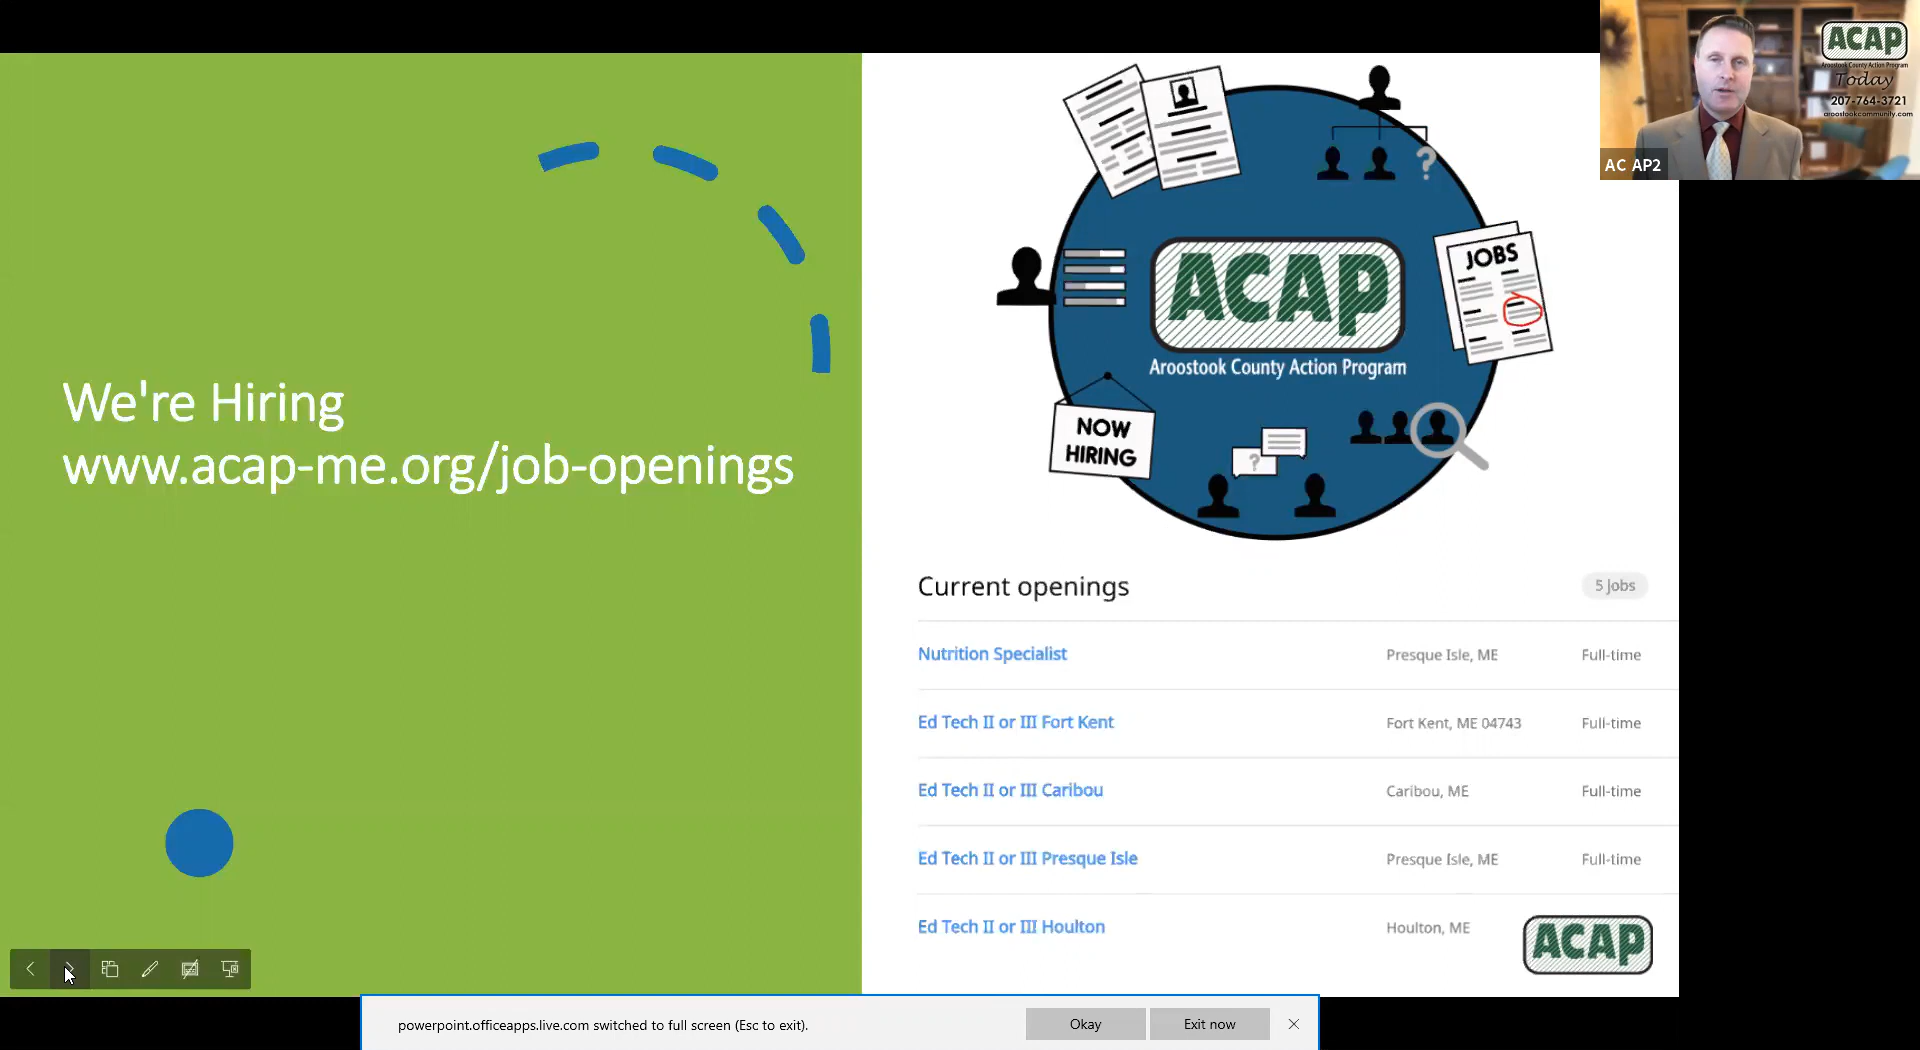 We're Hiring
www.acap-me.org/job-openings
JOBS
ACAP
Aroostook County Action Program
NOW
HIRING
?
?
Current openings
5 Jobs
Nutrition Specialist Presque Isle, ME Full-time
Ed Tech II or III Fort Kent Fort Kent, ME 04743 Full-time
Ed Tech II or III Caribou Caribou, ME Full-time
Ed Tech II or III Presque Isle Presque Isle, ME Full-time
Ed Tech II or III Houlton Houlton, ME
ACAP
ACAP
Aroostook County Action Program
Today
207-764-3721
aroostookcommunity.com
AC AP2
powerpoint.officeapps.live.com switched to full screen (Esc to exit).
Okay
Exit now